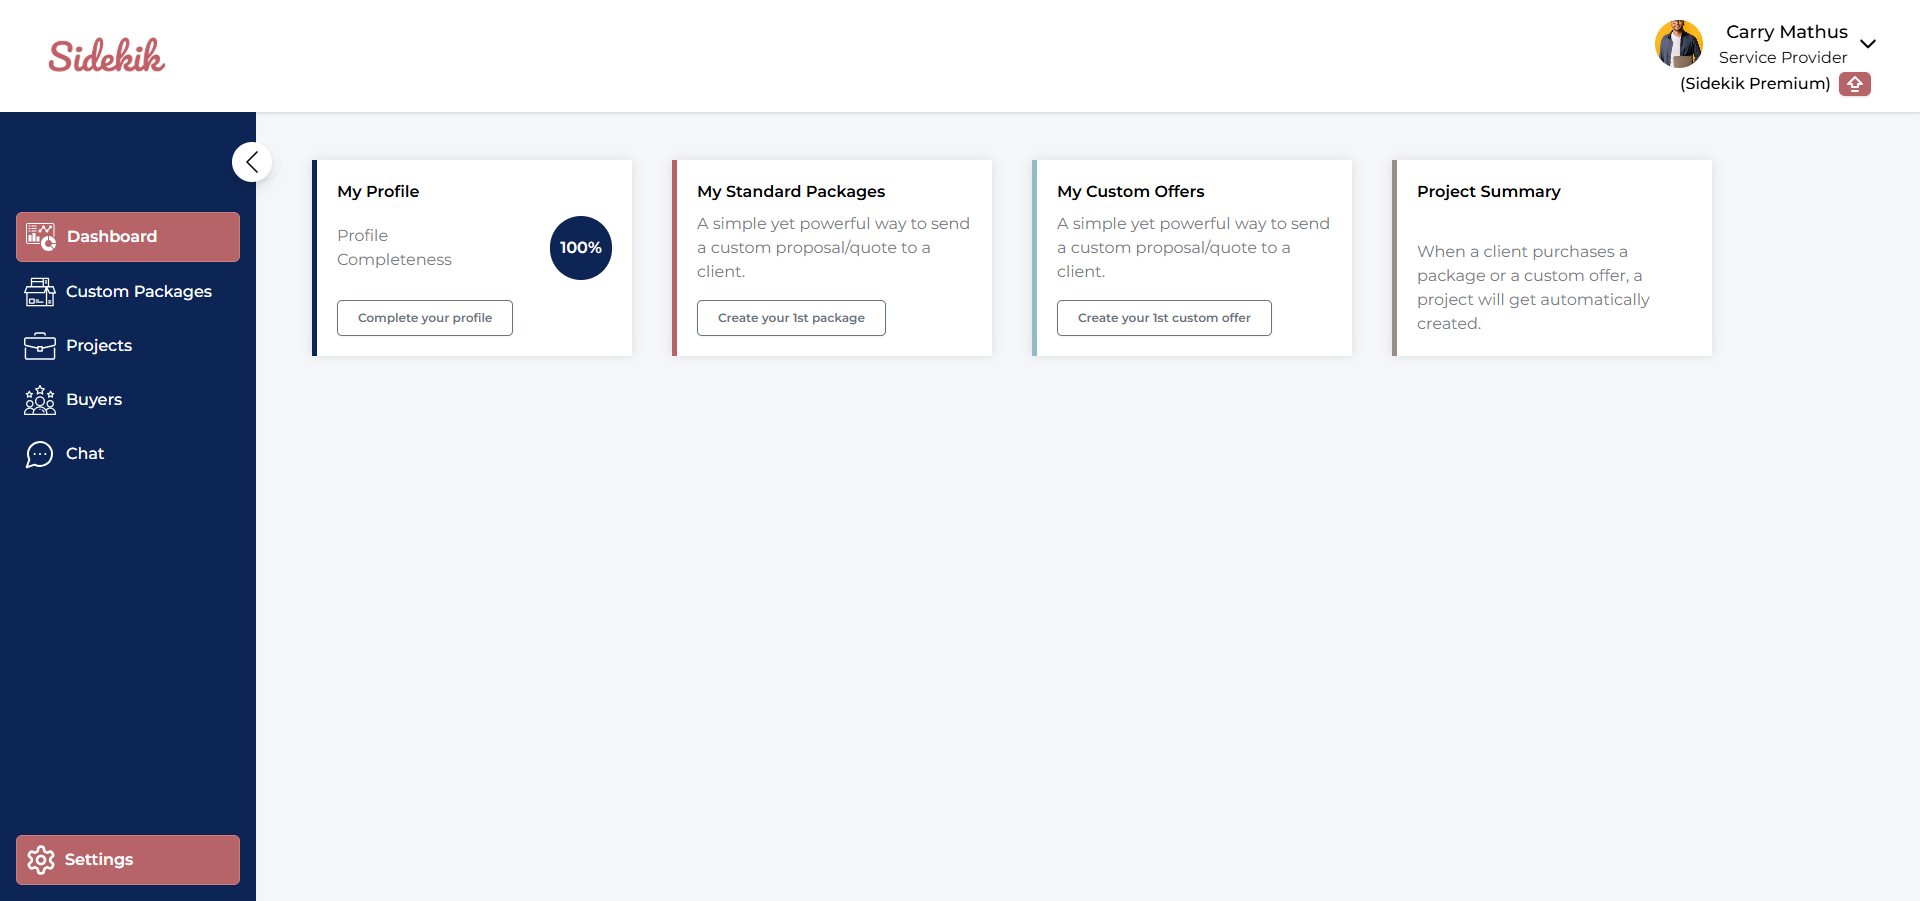 Sidekik
Carry Mathus
Service Provider
(Sidekik Premium)
Dashboard
Custom Packages
Projects
Buyers
Chat
Settings
My Profile
Profile
Completeness
100%
Complete your profile
My Standard Packages
A simple yet powerful way to send
a custom proposal/quote to a
client.
Create your 1st package
My Custom Offers
A simple yet powerful way to send
a custom proposal/quote to a
client.
Create your 1st custom offer
Project Summary
When a client purchases a
package or a custom offer, a
project will get automatically
created.